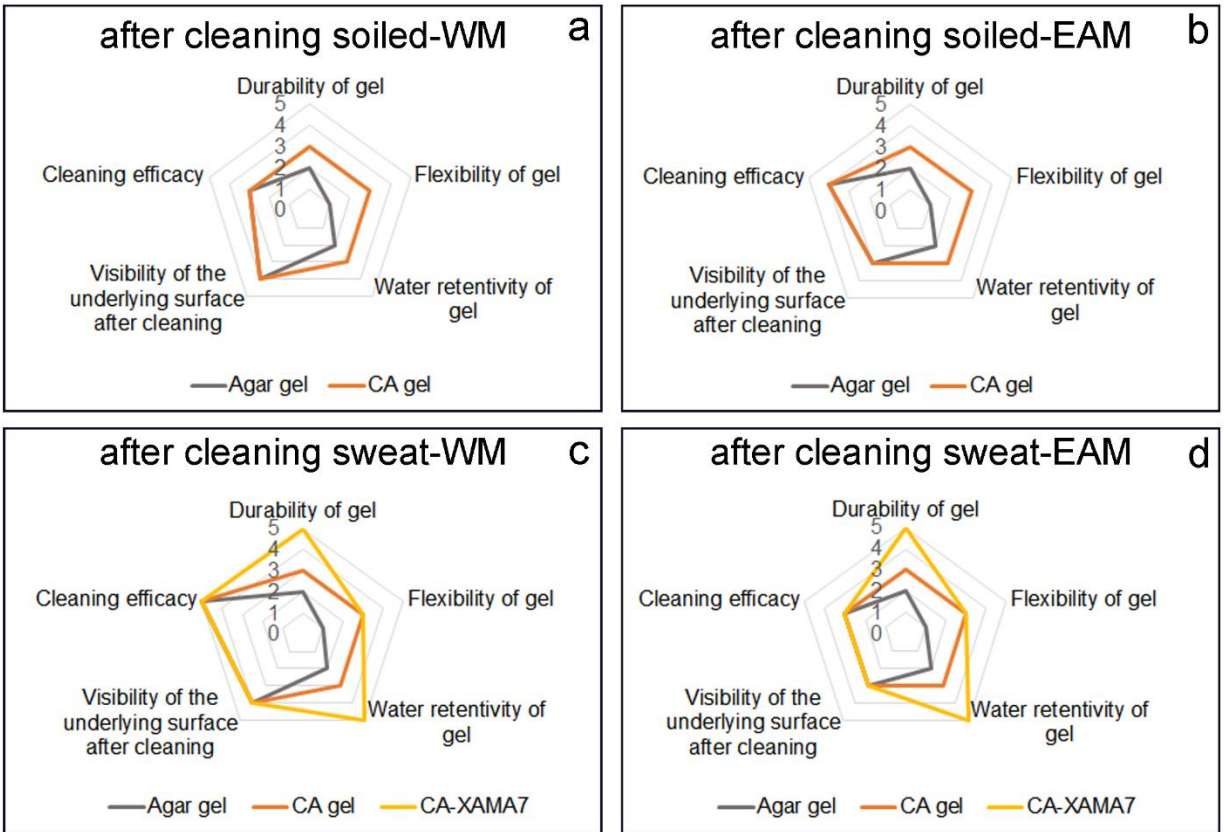 after cleaning soiled-WM
a
Durability of gel
5
4
3
2
1
0
Cleaning efficacy
Flexibility of gel
Visibility of the
underlying surface
after cleaning
Water retentivity of
gel
Agar gel
CA gel
after cleaning soiled-EAM
b
Durability of gel
5
4
3
2
1
0
Cleaning efficacy
Flexibility of gel
Visibility of the
underlying surface
after cleaning
Water retentivity of
gel
Agar gel
CA gel
after cleaning sweat-WM
c
Durability of gel
5
4
3
2
1
0
Cleaning efficacy
Flexibility of gel
Visibility of the
underlying surface
after cleaning
Water retentivity of
gel
Agar gel
CA gel
CA-XAMA7
after cleaning sweat-EAM
d
Durability of gel
5
4
3
2
1
0
Cleaning efficacy
Flexibility of gel
Visibility of the
underlying surface
after cleaning
Water retentivity of
gel
Agar gel
CA gel
CA-XAMA7